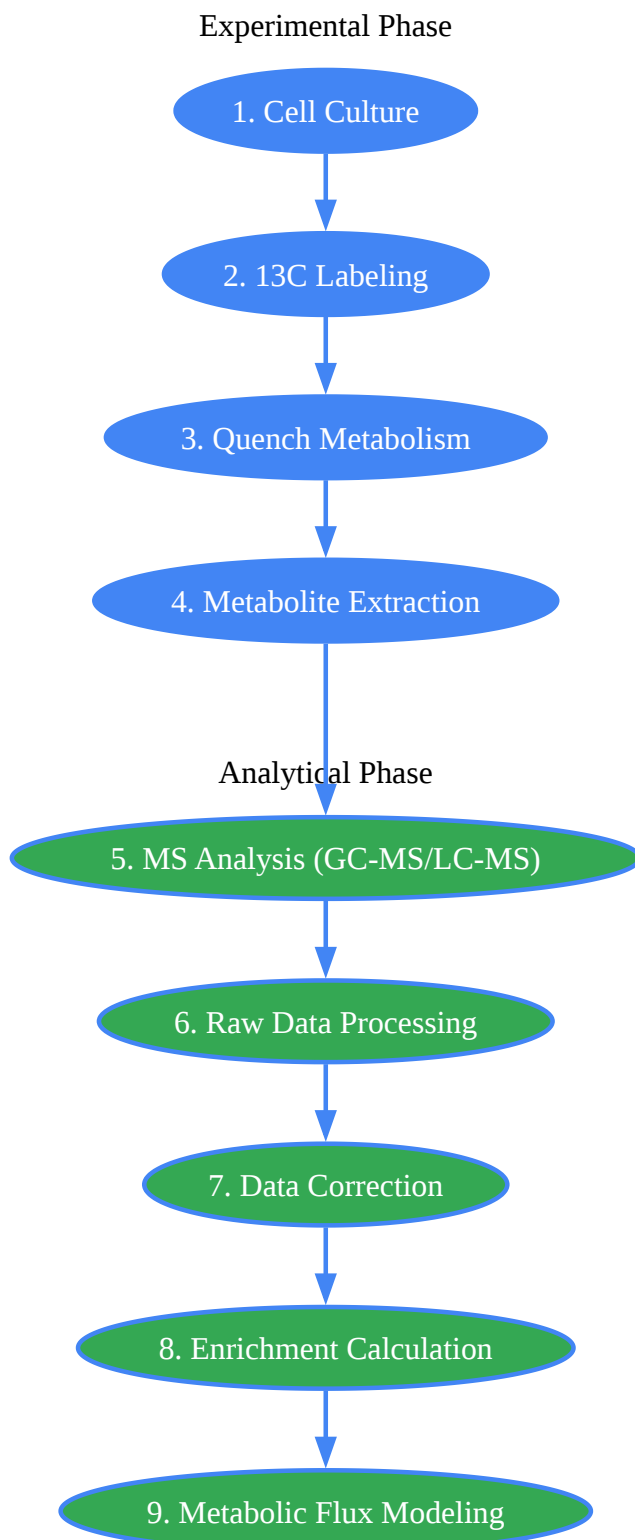 Experimental Phase
1. Cell Culture
2. 13C Labeling
3. Quench Metabolism
4. Metabolite Extraction
Analytical Phase
5. MS Analysis (GC-MS/LC-MS)
6. Raw Data Processing
7. Data Correction
8. Enrichment Calculation
9. Metabolic Flux Modeling